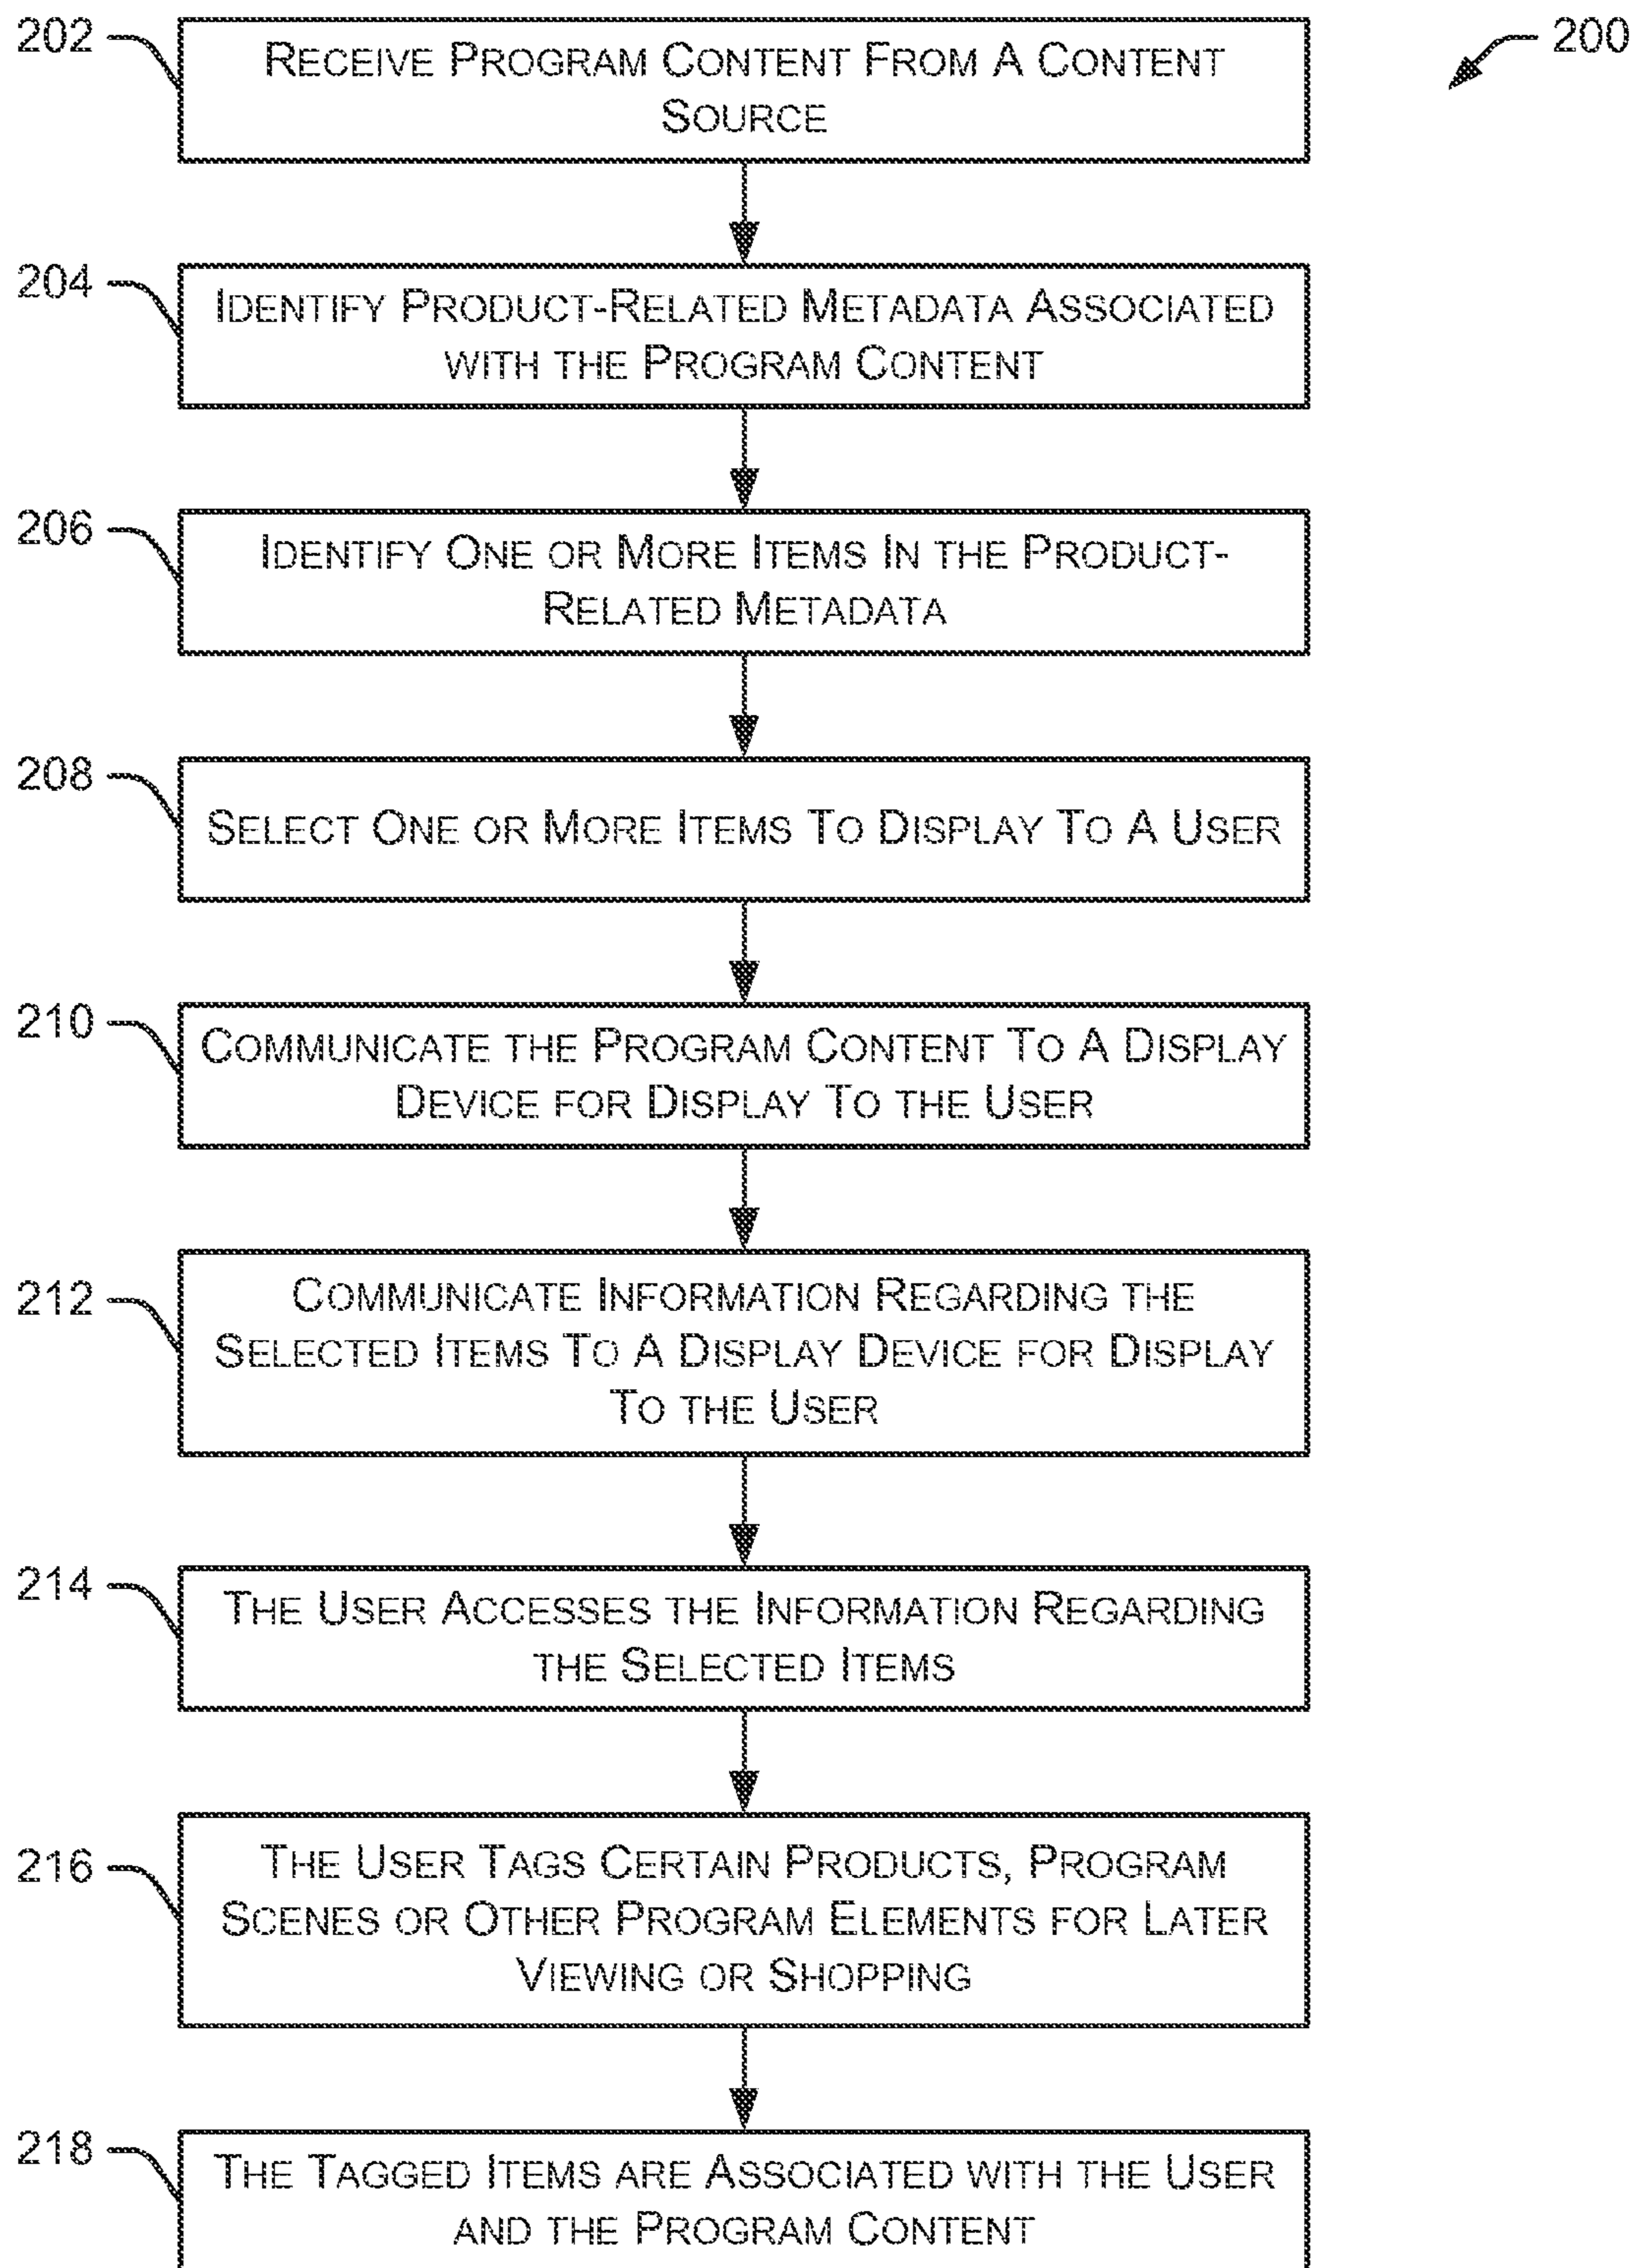 200
202
RECEIVE PROGRAM CONTENT FROM A CONTENT
SOURCE
204
IDENTIFY PRODUCT-RELATED METADATA ASSOCIATED
WITH THE PROGRAM CONTENT
206
IDENTIFY ONE OR MORE ITEMS IN THE PRODUCT-
RELATED METADATA
208
SELECT ONE OR MORE ITEMS TO DISPLAY TO A USER
210
COMMUNICATE THE PROGRAM CONTENT TO A DISPLAY
DEVICE FOR DISPLAY TO THE USER
212
COMMUNICATE INFORMATION REGARDING THE
SELECTED ITEMS TO A DISPLAY DEVICE FOR DISPLAY
TO THE USER
214
THE USER ACCESSES THE INFORMATION REGARDING
THE SELECTED ITEMS
216
THE USER TAGS CERTAIN PRODUCTS, PROGRAM
SCENES OR OTHER PROGRAM ELEMENTS FOR LATER
VIEWING OR SHOPPING
218
THE TAGGED ITEMS ARE ASSOCIATED WITH THE USER
AND THE PROGRAM CONTENT